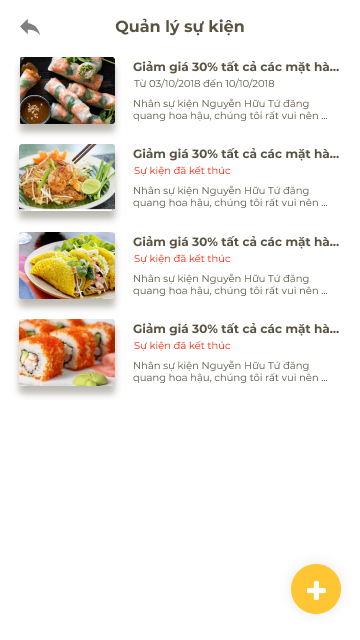 Quản lý sự kiện
Giảm giá 30% tất cả các mặt hà...
Từ 03/10/2018 đến 10/10/2018
Nhân sự kiện Nguyễn Hữu Tứ đăng
quang hoa hậu, chúng tôi rất vui nên ...
Giảm giá 30% tất cả các mặt hà...
Sự kiện đã kết thúc
Nhân sự kiện Nguyễn Hữu Tứ đăng
quang hoa hậu, chúng tôi rất vui nên ...
Giảm giá 30% tất cả các mặt hà...
Sự kiện đã kết thúc
Nhân sự kiện Nguyễn Hữu Tứ đăng
quang hoa hậu, chúng tôi rất vui nên ...
Giảm giá 30% tất cả các mặt hà...
Sự kiện đã kết thúc
Nhân sự kiện Nguyễn Hữu Tứ đăng
quang hoa hậu, chúng tôi rất vui nên ...